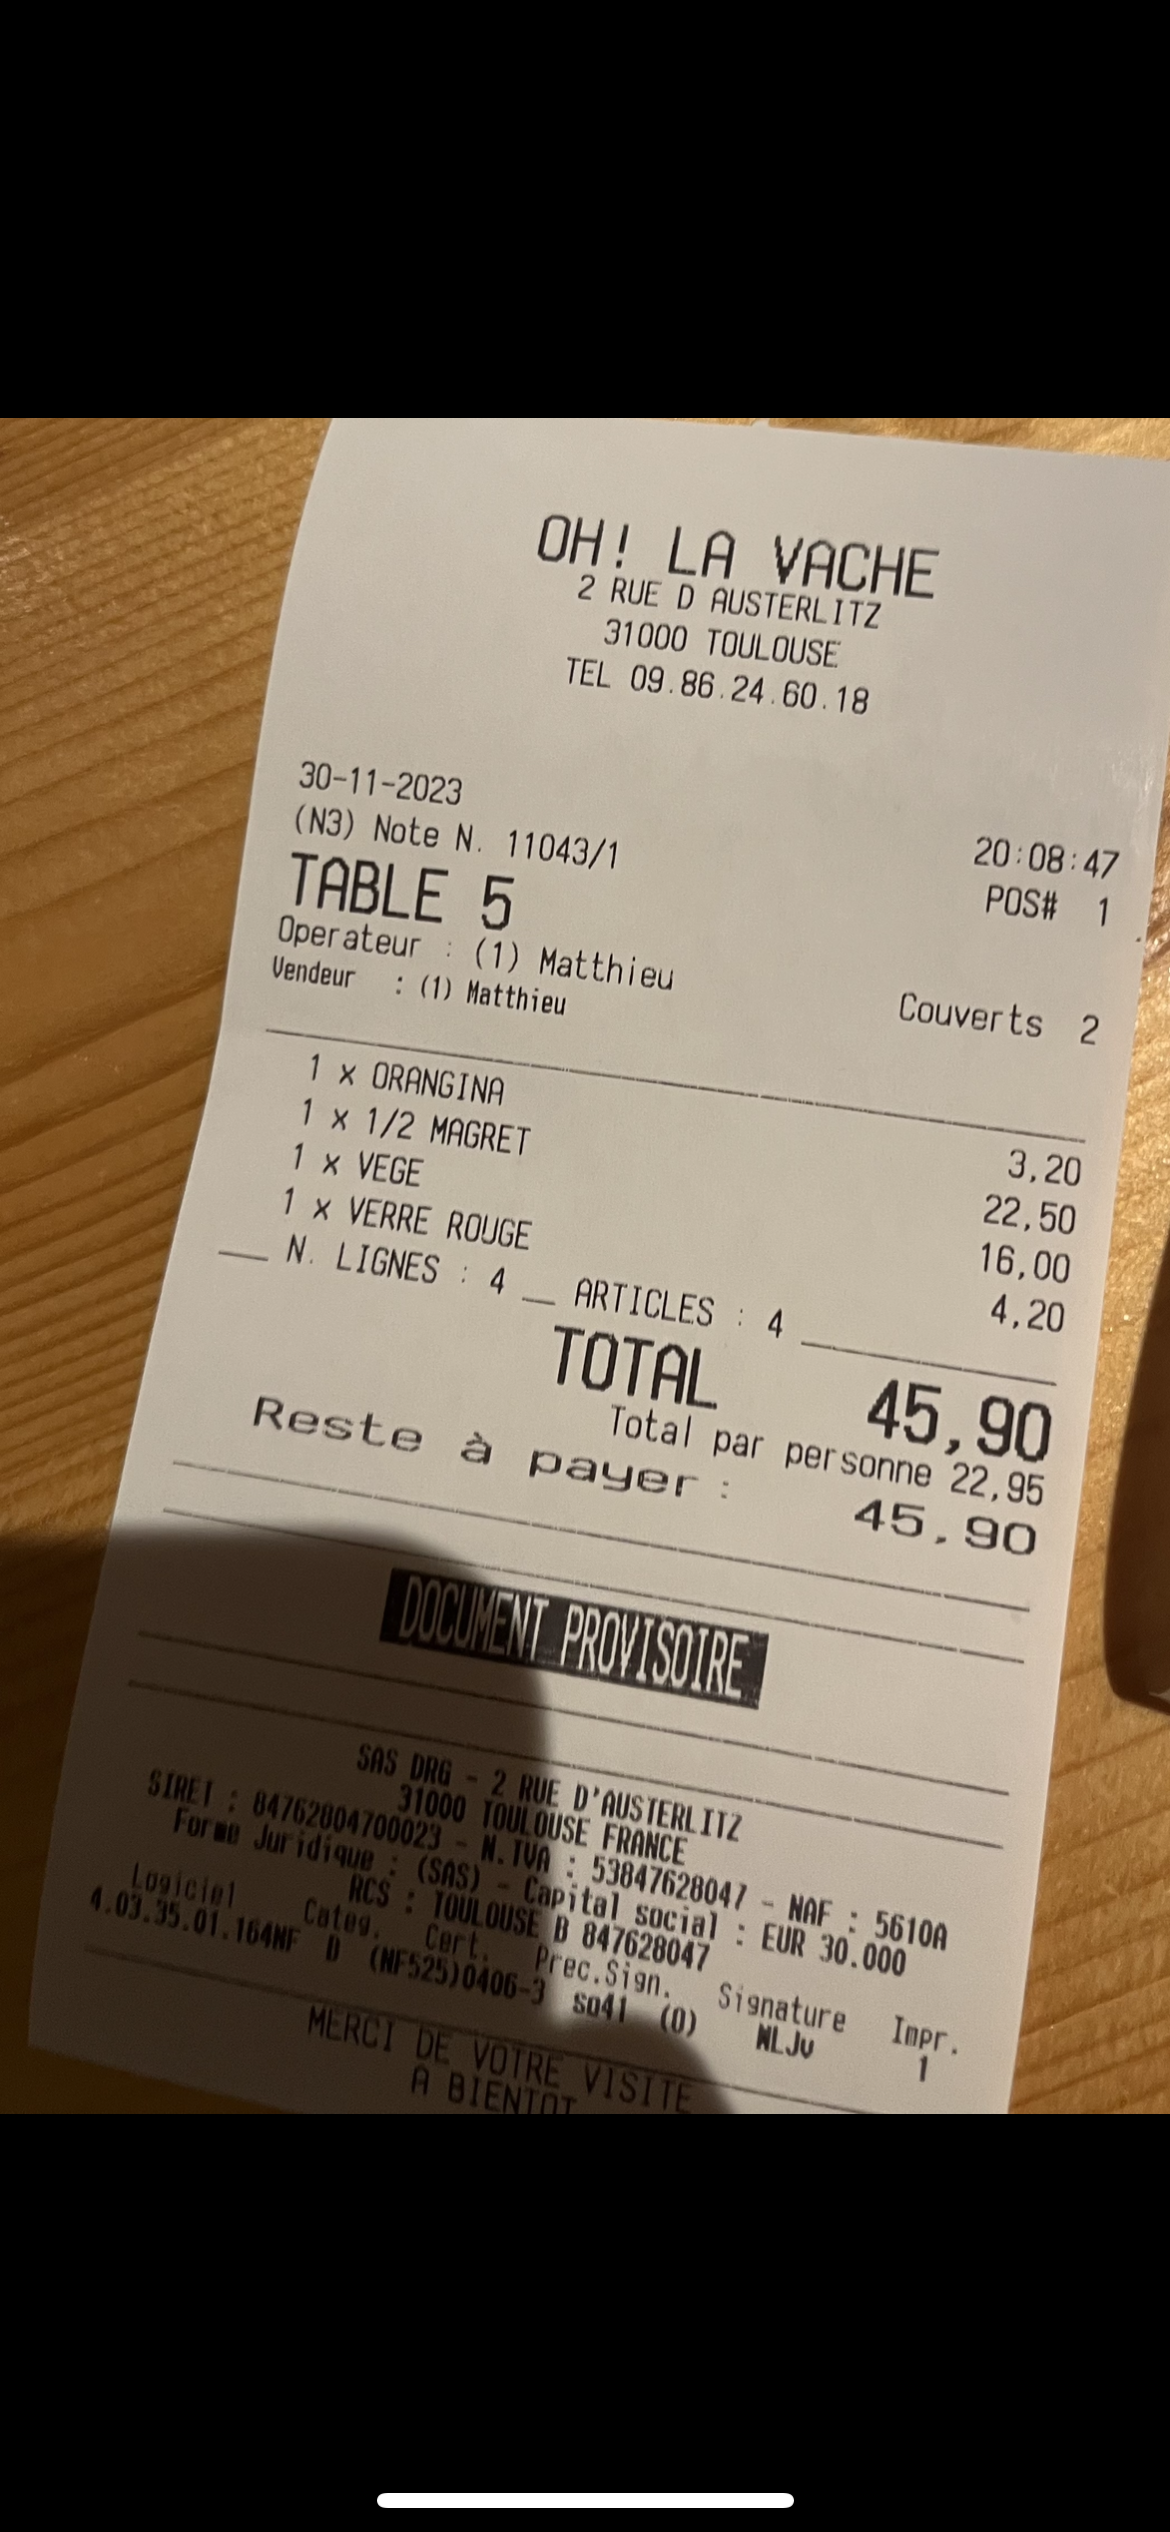 OH! LA VACHE
2 RUE D AUSTERLITZ
31000 TOULOUSE
TEL 09.86.24.60.18
30-11-2023 20:08:47
(N3) Note N. 11043/1 POS# 1
TABLE 5
Operateur : (1) Matthieu Couverts 2
Vendeur : (1) Matthieu
1 x ORANGINA 3,20
1 x 1/2 MAGRET 22,50
1 x VEGE 16,00
1 x VERRE ROUGE 4,20
N. LIGNES : 4 ARTICLES : 4
TOTAL 45,90
Total par personne 22,95
Reste à payer : 45,90
DOCUMENT PROVISOIRE
SAS DRG - 2 RUE D'AUSTERLITZ
31000 TOULOUSE FRANCE
SIRET : 84762804700023 - N.TVA : 53847628047 - NAF : 5610A
Forme Juridique : (SAS) - Capital social : EUR 30.000
RCS : TOULOUSE B 847628047
Logiciel Categ. Cert. Prec.Sign. Signature Impr.
4.03.35.01.164NF D (NF525)0406-3 sq41 (0) NLJv 1
MERCI DE VOTRE VISITE
A BIENTOT